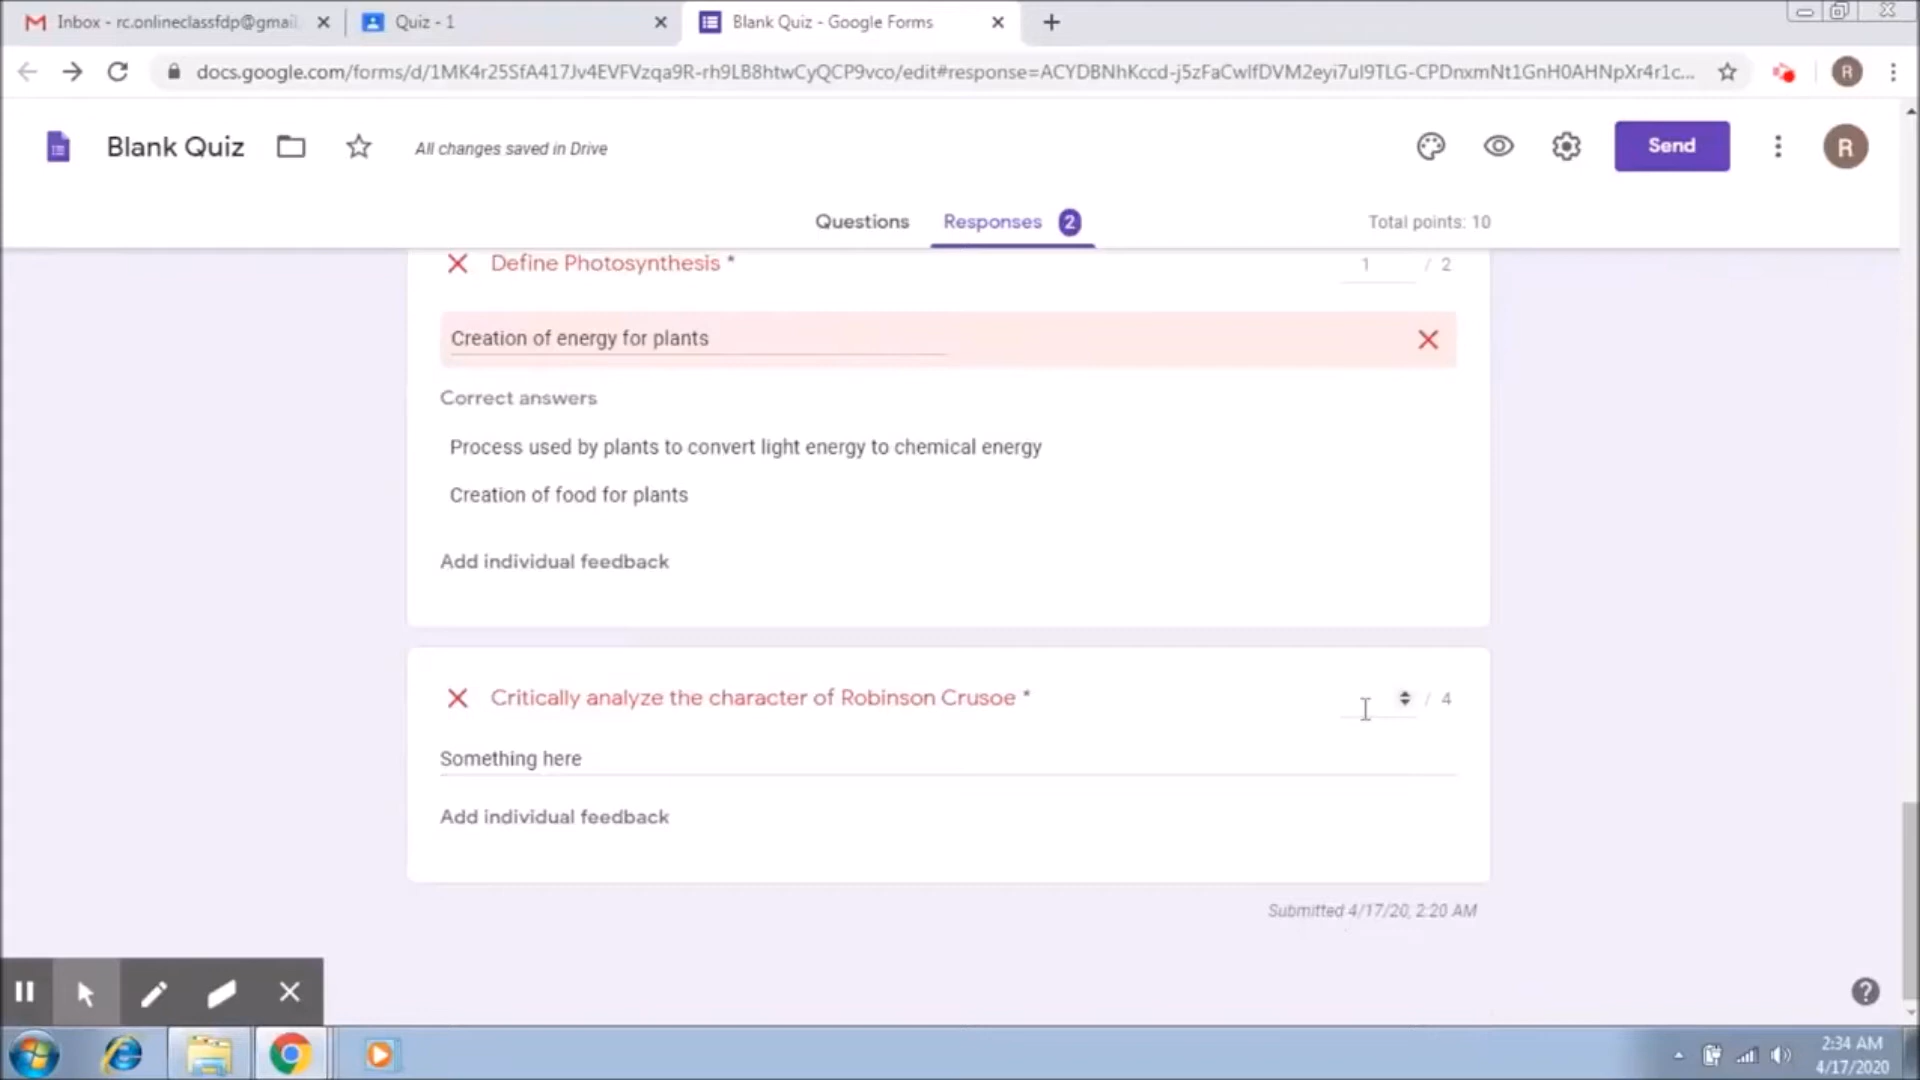 Inbox - rc.onlineclassfdp@gmail.
Quiz - 1
Blank Quiz - Google Forms
docs.google.com/forms/d/1MK4r25SfA417Jv4EVFVzqa9R-rh9LB8htwCyQCP9vco/edit#response=ACYDBNhKccd-j5zFaCwlfDVM2eyi7ul9TLG-CPDnxmNt1GnH0AHNpXr4r1c...
R
Blank Quiz
All changes saved in Drive
Send
R
Questions
Responses 2
Total points: 10
Define Photosynthesis *
1 / 2
Creation of energy for plants
Correct answers
Process used by plants to convert light energy to chemical energy
Creation of food for plants
Add individual feedback
Critically analyze the character of Robinson Crusoe *
/ 4
Something here
Add individual feedback
Submitted 4/17/20, 2:20 AM
2:34 AM
4/17/2020